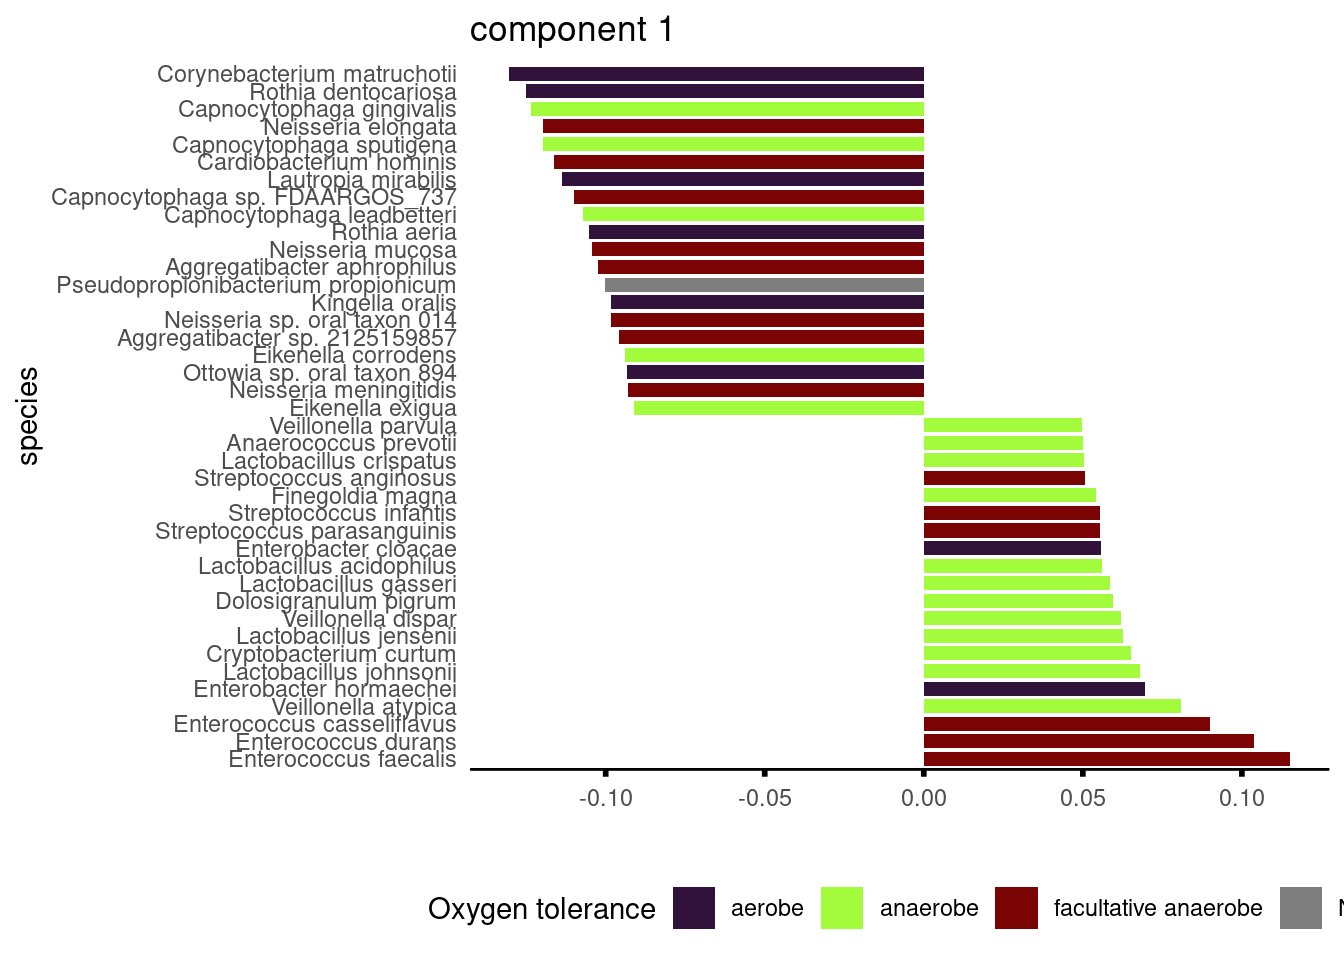 component 1
Corynebacterium matruchotii
Rothia dentocariosa
Capnocytophaga gingivalis
Neisseria elongata
Capnocytophaga sputigena
Cardiobacterium hominis
Lautropia mirabilis
Capnocytophaga sp. FDAARGOS_737
Capnocytophaga leadbetteri
Rothia aeria
Neisseria mucosa
Aggregatibacter aphrophilus
Pseudopropionibacterium propionicum
Kingella oralis
Neisseria sp. oral taxon 014
Aggregatibacter sp. 2125159857
Eikenella corrodens
Ottowia sp. oral taxon 894
Neisseria meningitidis
Eikenella exigua
Veillonella parvula
Anaerococcus prevotii
Lactobacillus crispatus
Streptococcus anginosus
Finegoldia magna
Streptococcus infantis
Streptococcus parasanguinis
Enterobacter cloacae
Lactobacillus acidophilus
Lactobacillus gasseri
Dolosigranulum pigrum
Veillonella dispar
Lactobacillus jensenii
Cryptobacterium curtum
Lactobacillus johnsonii
Enterobacter hormaechei
Veillonella atypica
Enterococcus casseliflavus
Enterococcus durans
Enterococcus faecalis
species
-0.10 -0.05 0.00 0.05 0.10
Oxygen tolerance aerobe anaerobe facultative anaerobe